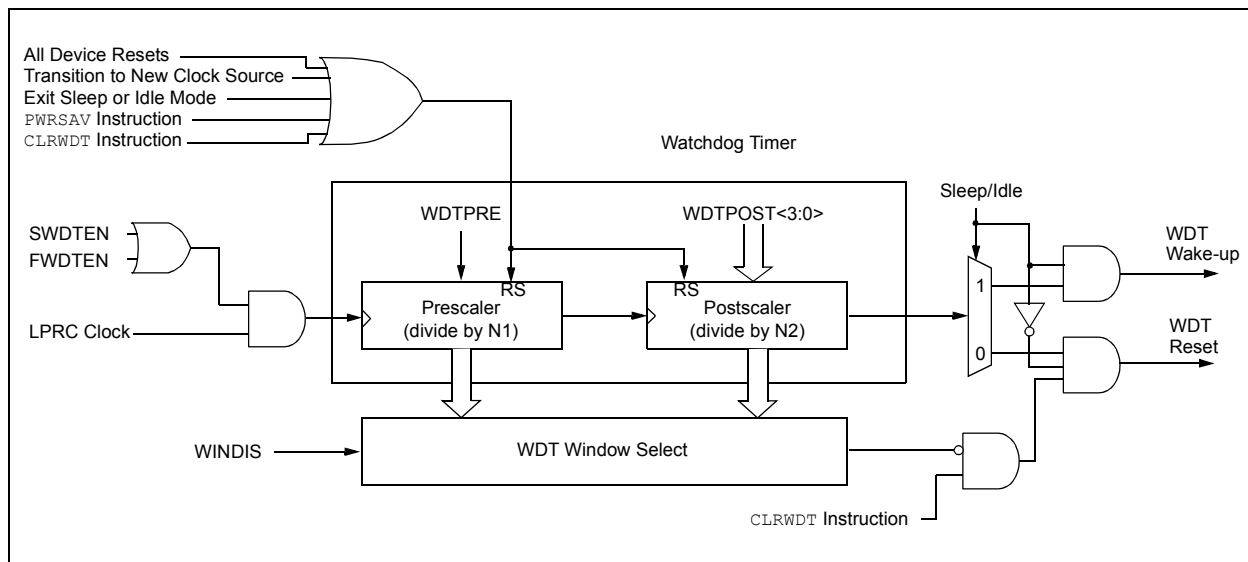 All Device Resets
Transition to New Clock Source
Exit Sleep or Idle Mode
PWRSAV Instruction
CLRWDT Instruction
Watchdog Timer
Sleep/Idle
WDTPRE
WDTPOST<3:0>
SWDTEN
FWDTEN
WDT
Wake-up
RS
RS
1
Prescaler
(divide by N1)
Postscaler
(divide by N2)
LPRC Clock
WDT
Reset
0
WINDIS
WDT Window Select
CLRWDT Instruction